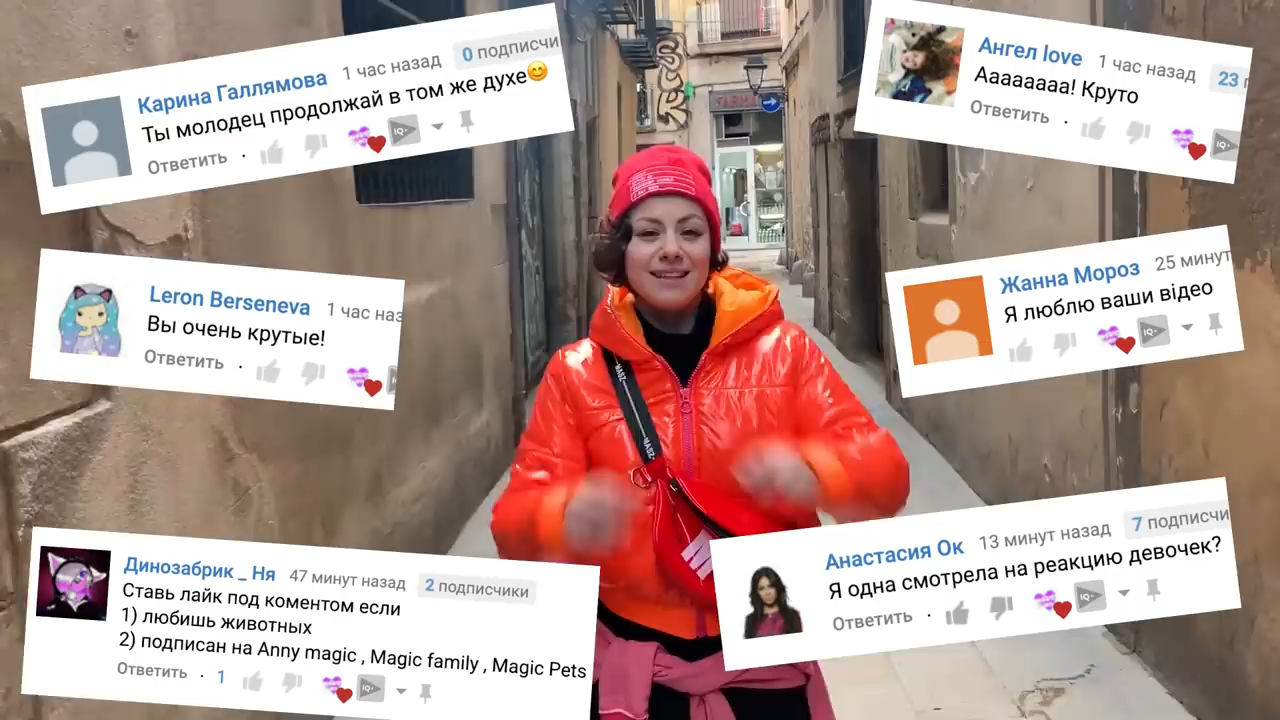 Карина Галлямова 1 час назад 0 подписчи
Ты молодец продолжай в том же духе😊
Ответить
Ангел love 1 час назад 23
Аааааааа! Круто
Ответить
Leron Berseneva 1 час наз
Вы очень крутые!
Ответить
Жанна Мороз 25 минут
Я люблю ваши відео
Динозабрик _ Ня 47 минут назад 2 подписчики
Ставь лайк под коментом если
1) любишь животных
2) подписан на Anny magic , Magic family , Magic Pets
Ответить · 1
Анастасия Ок 13 минут назад 7 подписчи
Я одна смотрела на реакцию девочек?
Ответить